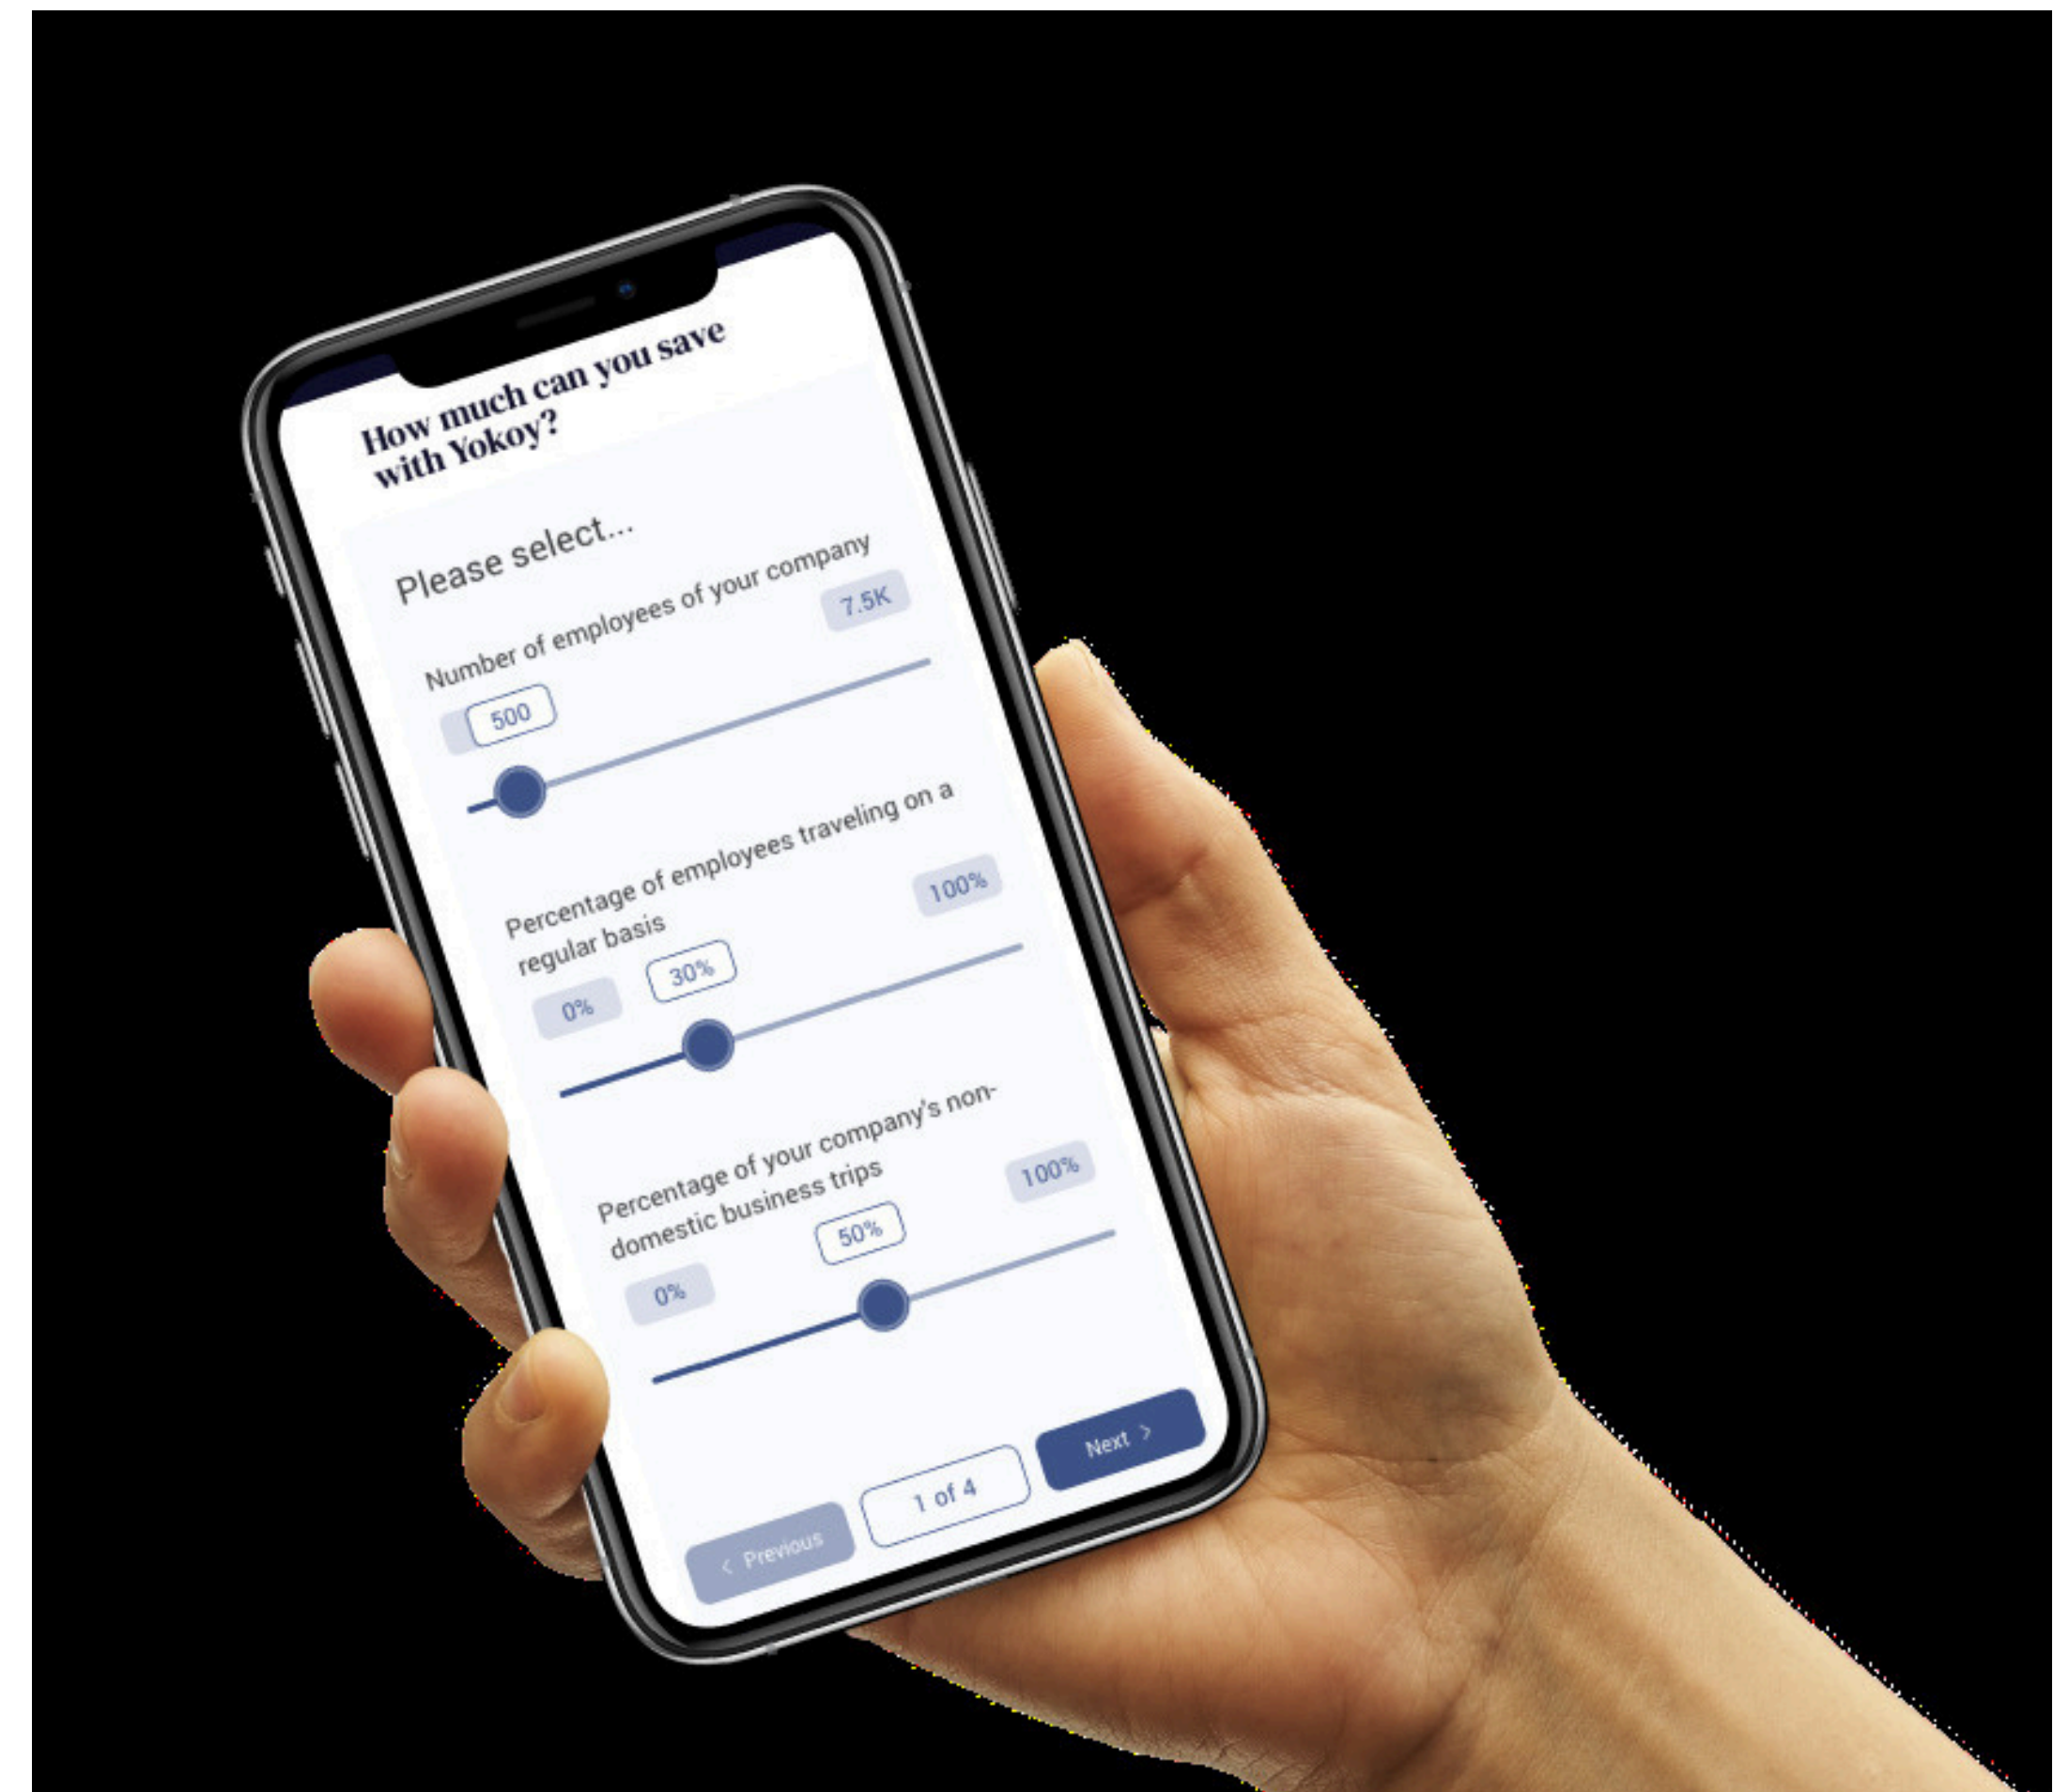 How much can you save
with Yokoy?
Please select...
Number of employees of your company
500
7.5K
Percentage of employees traveling on a
regular basis
0%
30%
100%
Percentage of your company's non-
domestic business trips
0%
50%
100%
< Previous
1 of 4
Next >